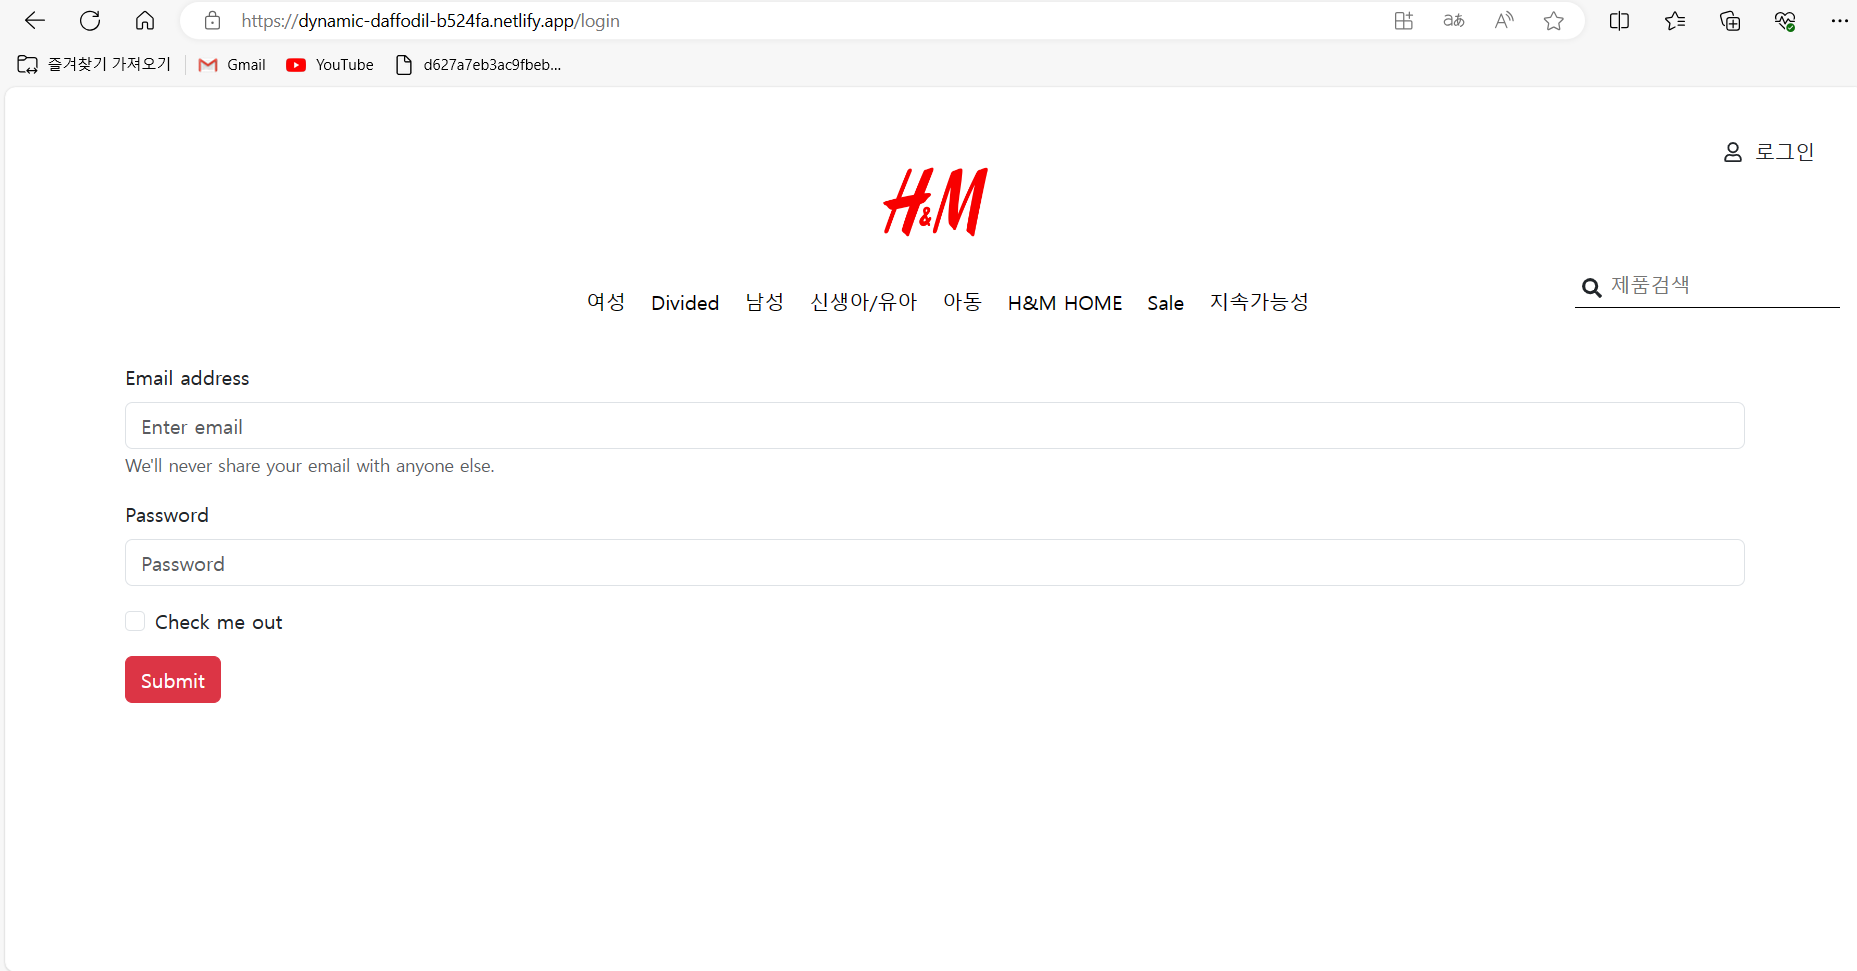 https://dynamic-daffodil-b524fa.netlify.app/login
즐겨찾기 가져오기 Gmail YouTube d627a7eb3ac9fbeb...
로그인
H&M
여성 Divided 남성 신생아/유아 아동 H&M HOME Sale 지속가능성 제품검색
Email address
Enter email
We'll never share your email with anyone else.
Password
Password
Check me out
Submit